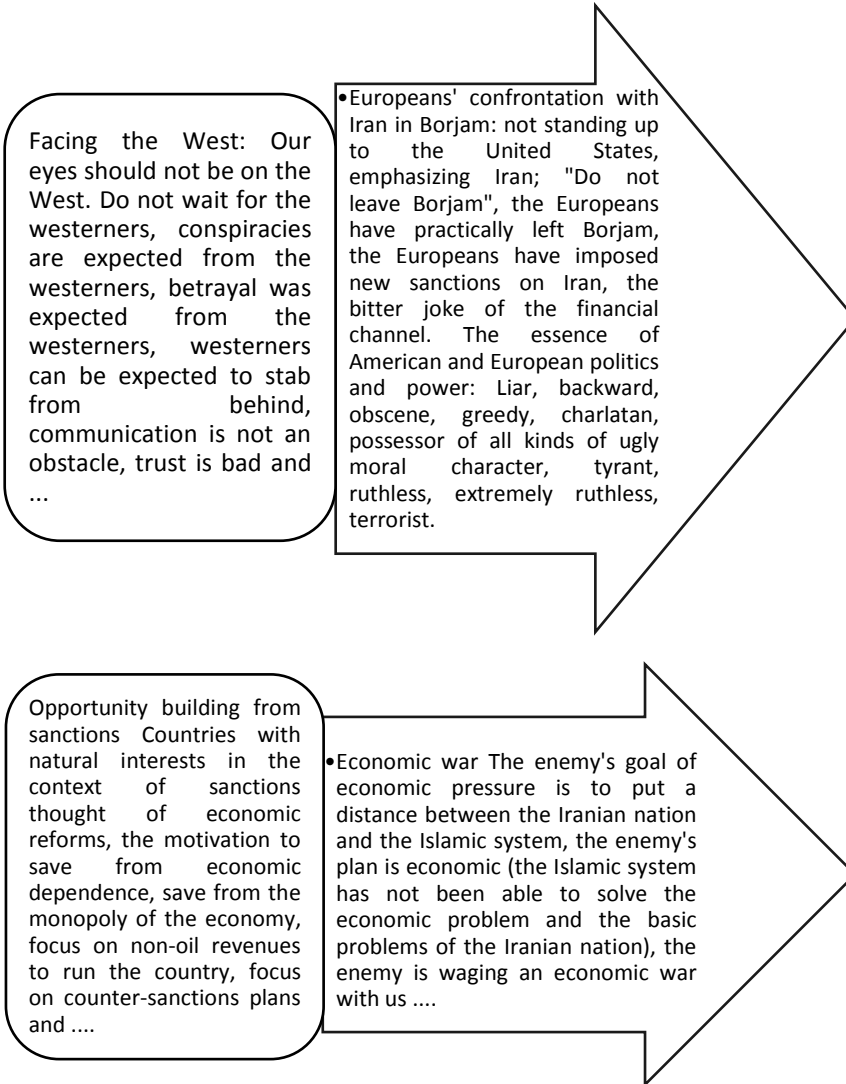 Facing the West: Our
eyes should not be on the
West. Do not wait for the
westerners, conspiracies
are expected from the
westerners, betrayal was
expected from the
westerners, westerners
can be expected to stab
from behind,
communication is not an
obstacle, trust is bad and
...
•Europeans' confrontation with
Iran in Borjam: not standing up
to the United States,
emphasizing Iran; "Do not
leave Borjam", the Europeans
have practically left Borjam,
the Europeans have imposed
new sanctions on Iran, the
bitter joke of the financial
channel. The essence of
American and European politics
and power: Liar, backward,
obscene, greedy, charlatan,
possessor of all kinds of ugly
moral character, tyrant,
ruthless, extremely ruthless,
terrorist.
Opportunity building from
sanctions Countries with
natural interests in the
context of sanctions
thought of economic
reforms, the motivation to
save from economic
dependence, save from the
monopoly of the economy,
focus on non-oil revenues
to run the country, focus
on counter-sanctions plans
and ....
•Economic war The enemy's goal of
economic pressure is to put a
distance between the Iranian nation
and the Islamic system, the enemy's
plan is economic (the Islamic system
has not been able to solve the
economic problem and the basic
problems of the Iranian nation), the
enemy is waging an economic war
with us ....